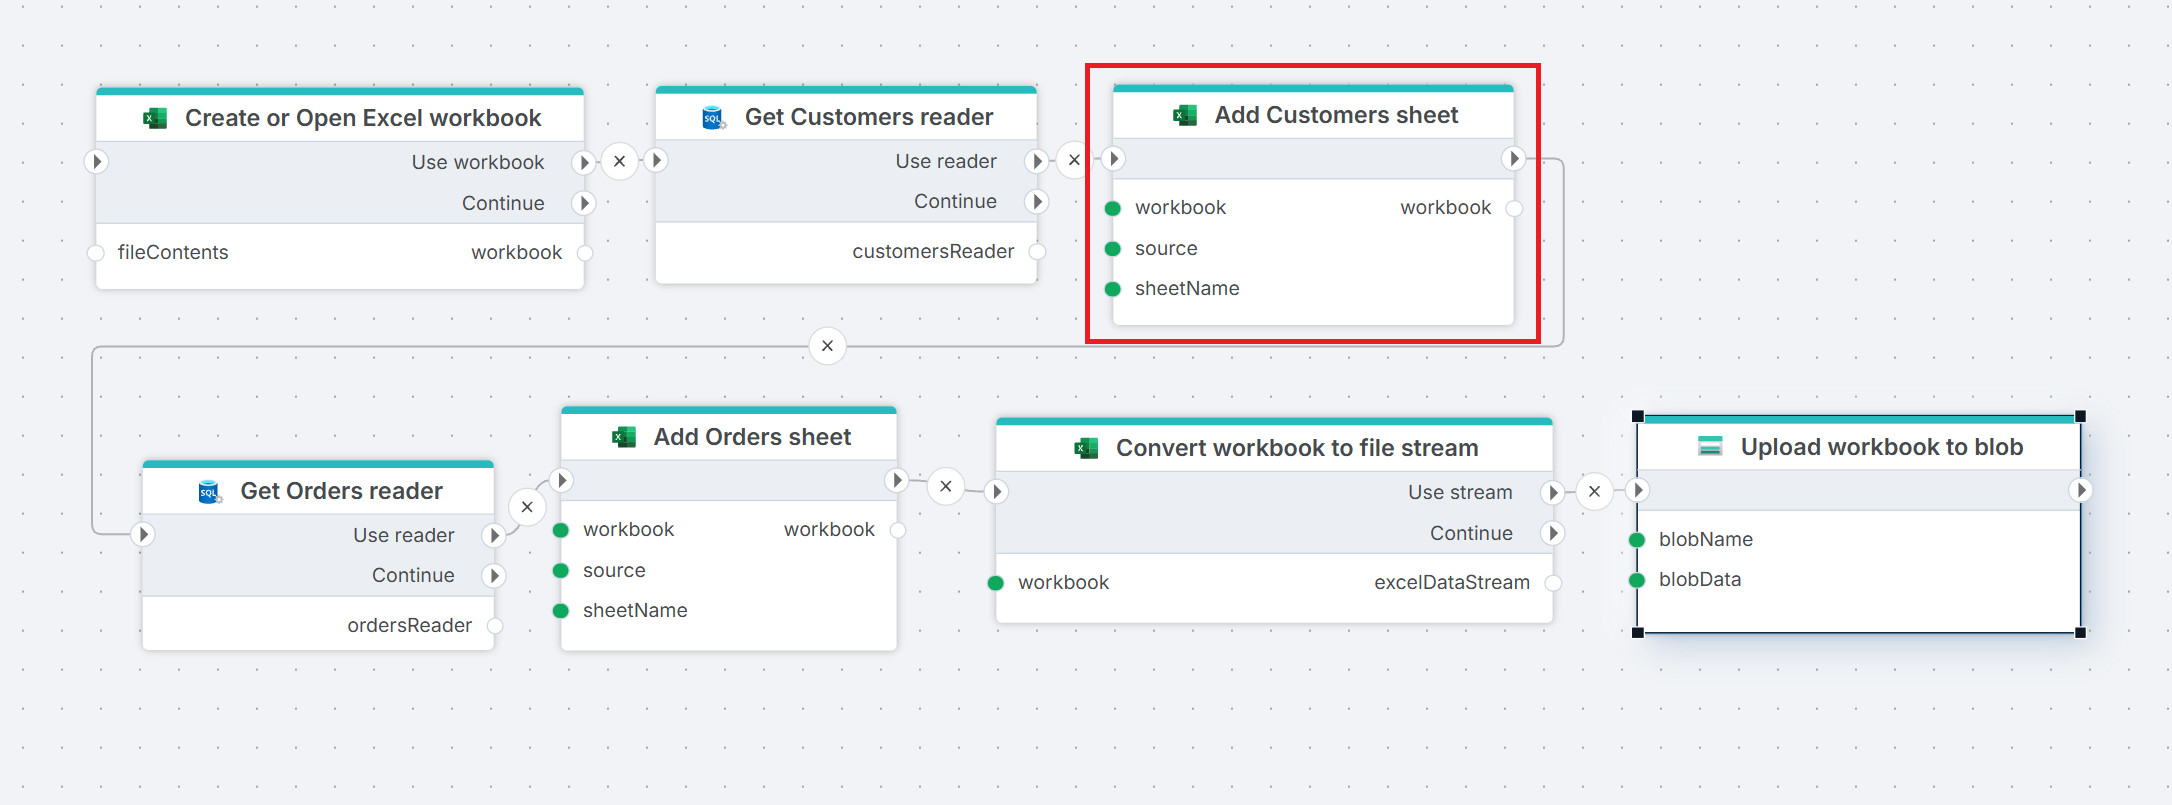 Create or Open Excel workbook
Use workbook
Continue
fileContents workbook
SQL Get Customers reader
Use reader
Continue
customersReader
Add Customers sheet
workbook workbook
source
sheetName
SQL Get Orders reader
Use reader
Continue
ordersReader
Add Orders sheet
workbook workbook
source
sheetName
Convert workbook to file stream
Use stream
Continue
workbook excelDataStream
Upload workbook to blob
blobName
blobData